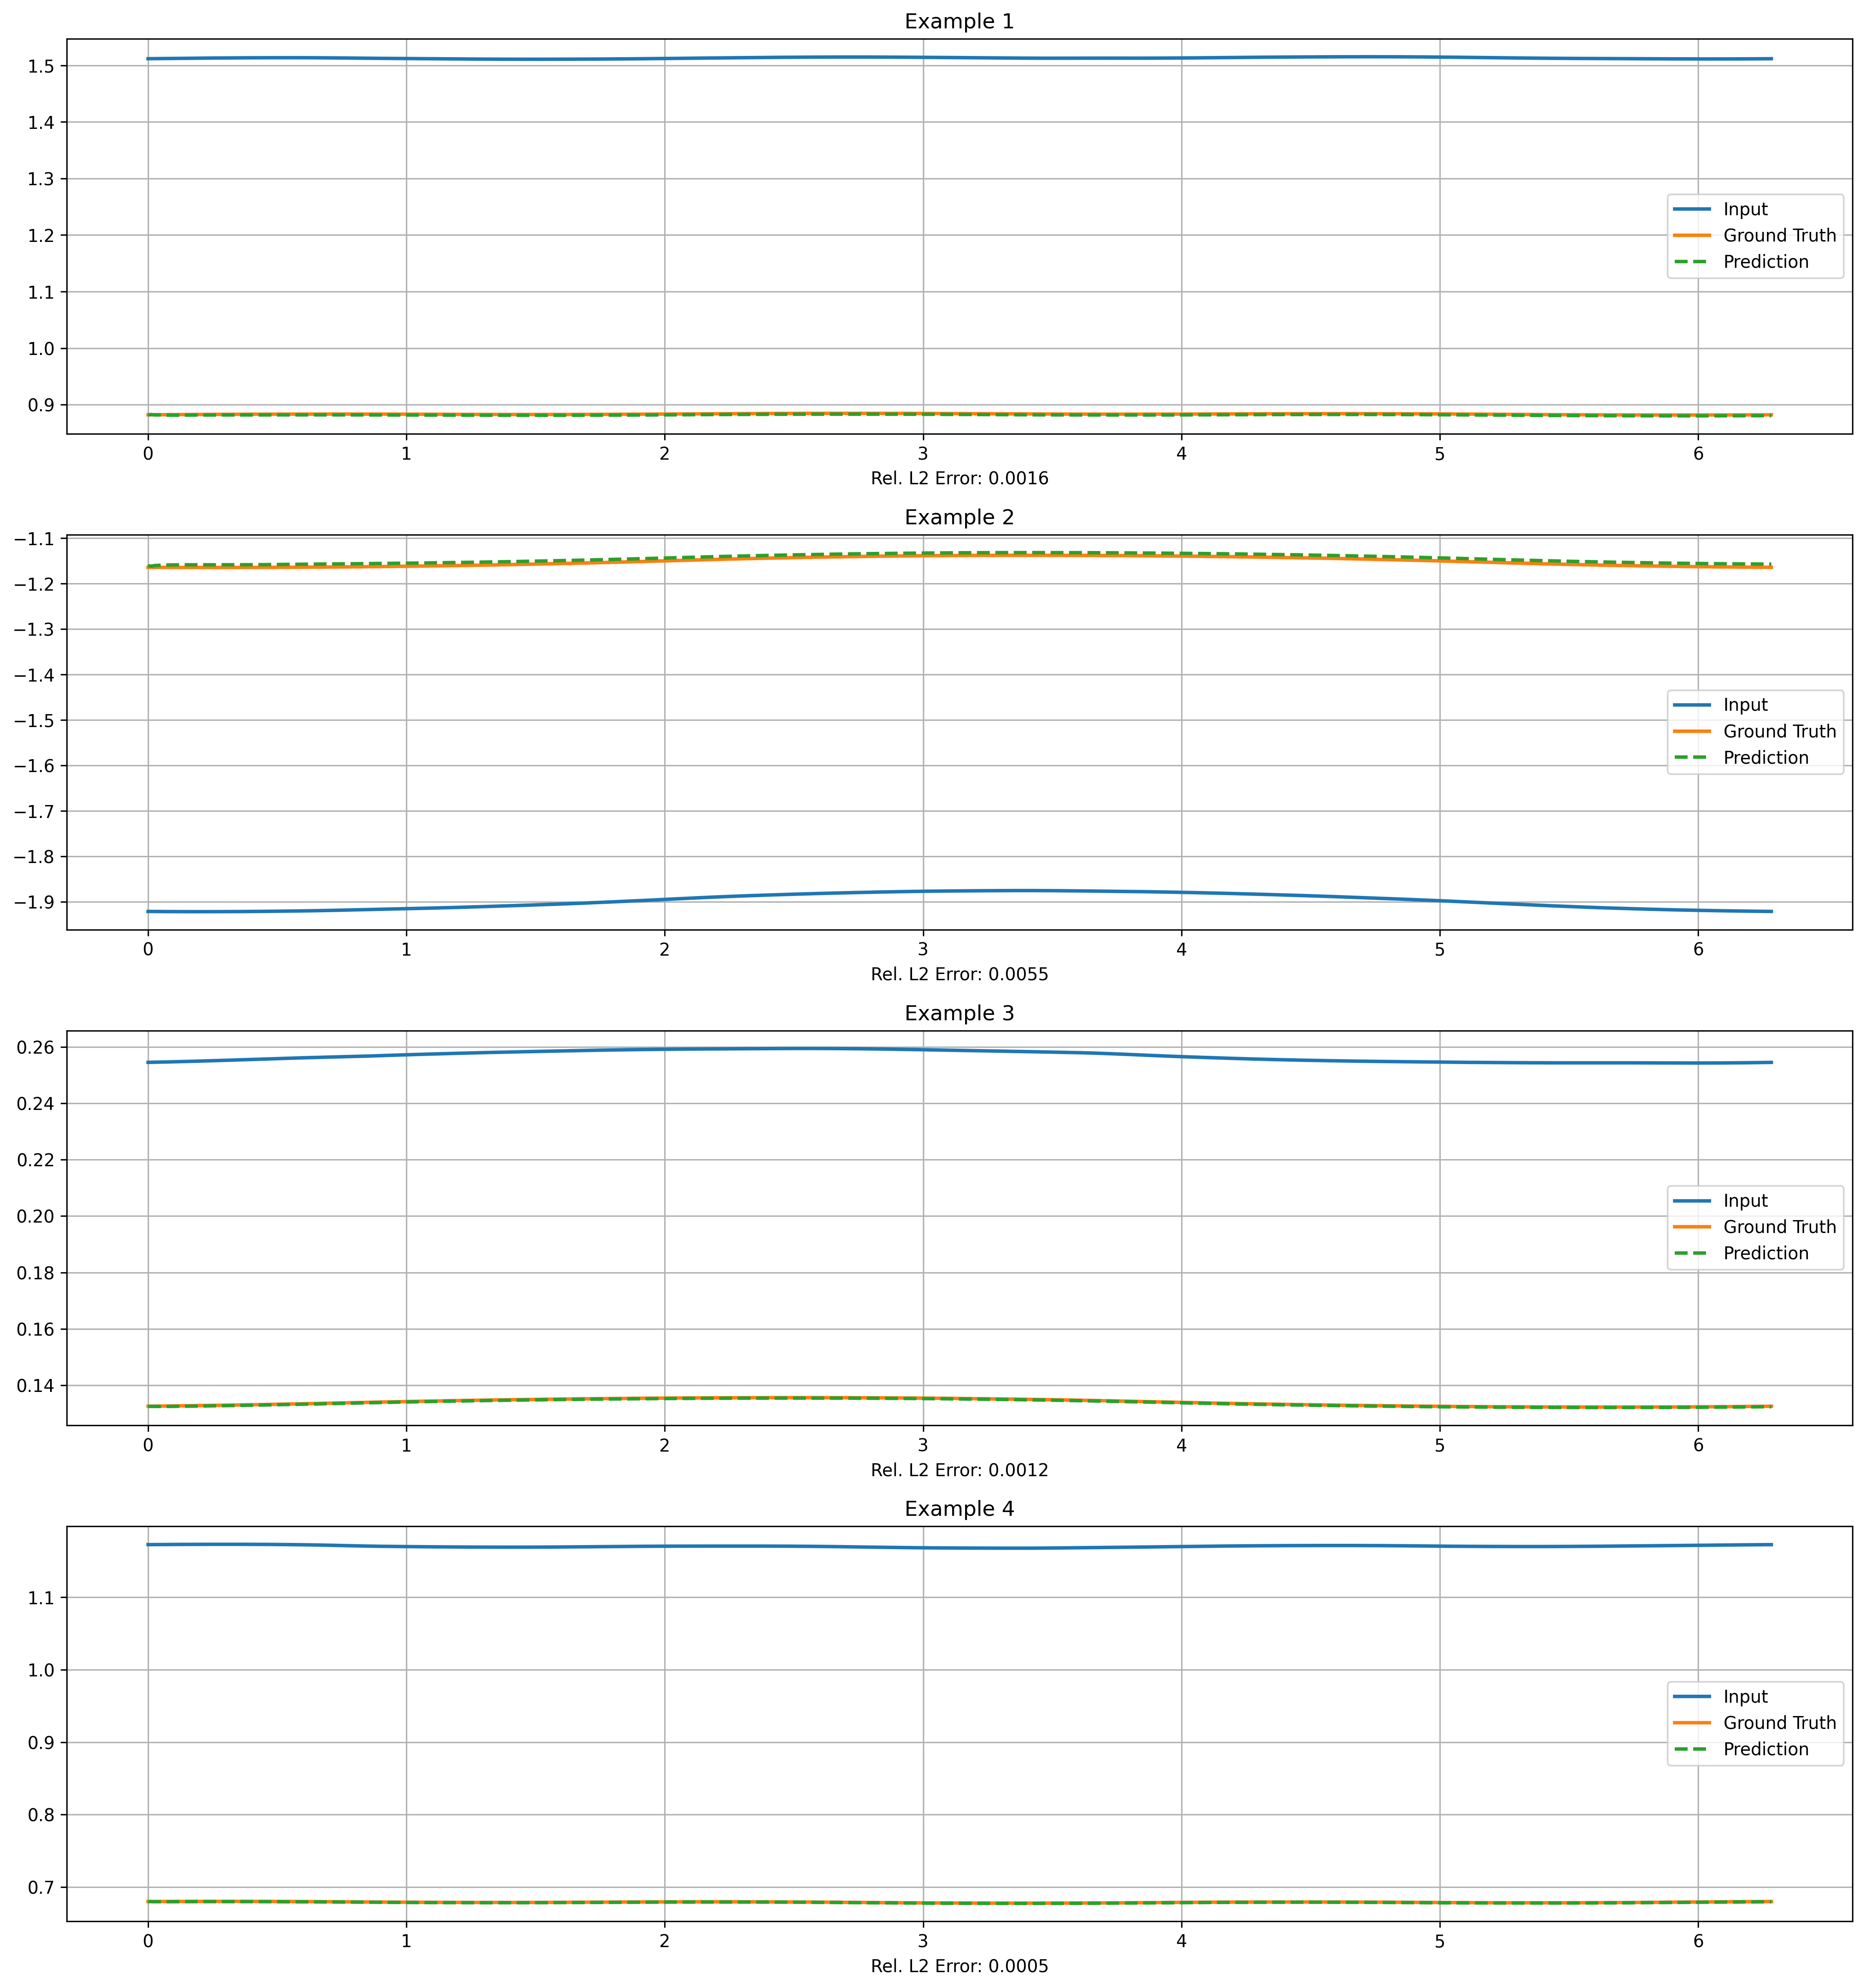 Example 1
1.5
1.4
1.3
1.2
1.1
1.0
0.9
Input
Ground Truth
Prediction
0 1 2 3 4 5 6
Rel. L2 Error: 0.0016
Example 2
−1.1
−1.2
−1.3
−1.4
−1.5
−1.6
−1.7
−1.8
−1.9
Input
Ground Truth
Prediction
0 1 2 3 4 5 6
Rel. L2 Error: 0.0055
Example 3
0.26
0.24
0.22
0.20
0.18
0.16
0.14
Input
Ground Truth
Prediction
0 1 2 3 4 5 6
Rel. L2 Error: 0.0012
Example 4
1.1
1.0
0.9
0.8
0.7
Input
Ground Truth
Prediction
0 1 2 3 4 5 6
Rel. L2 Error: 0.0005